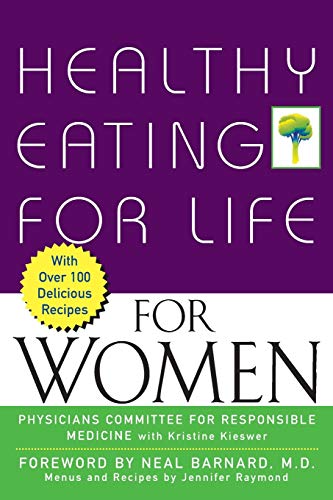 HEALTHY
EATING
FOR LIFE
With
Over 100
Delicious
Recipes
FOR
WOMEN
PHYSICIANS COMMITTEE FOR RESPONSIBLE
MEDICINE with Kristine Kieswer
FOREWORD BY NEAL BARNARD, M.D.
Menus and Recipes by Jennifer Raymond